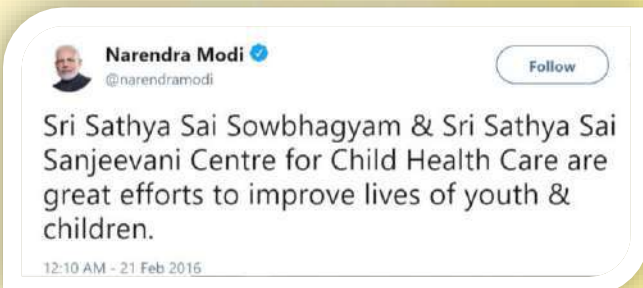 Narendra Modi
@narendramodi
Follow
Sri Sathya Sai Sowbhagyam & Sri Sathya Sai
Sanjeevani Centre for Child Health Care are
great efforts to improve lives of youth &
children.
12:10 AM - 21 Feb 2016